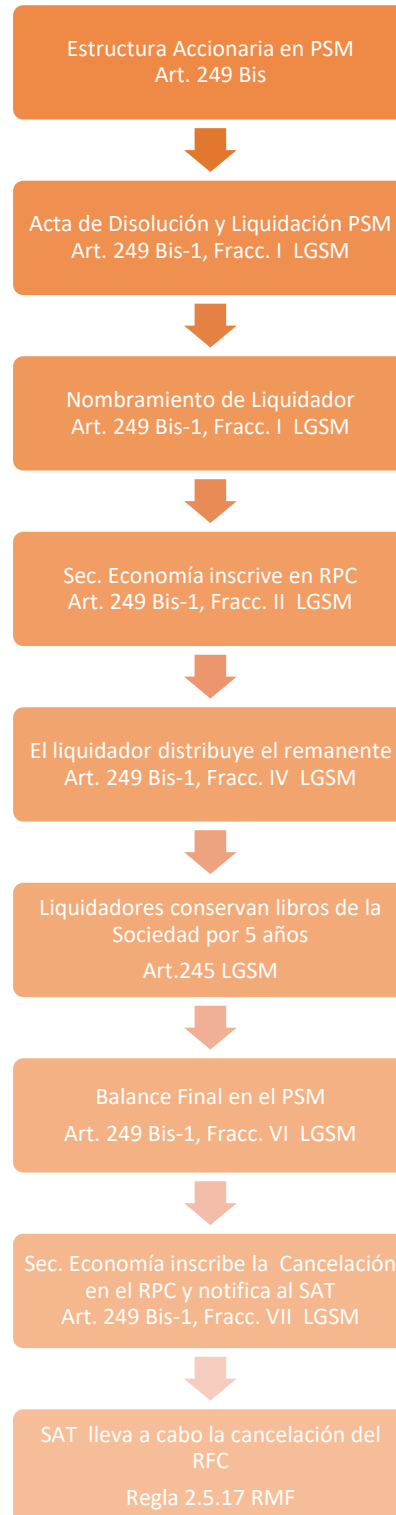 Estructura Accionaria en PSM
Art. 249 Bis
Acta de Disolución y Liquidación PSM
Art. 249 Bis-1, Fracc. I LGSM
Nombramiento de Liquidador
Art. 249 Bis-1, Fracc. I LGSM
Sec. Economía inscrive en RPC
Art. 249 Bis-1, Fracc. II LGSM
El liquidador distribuye el remanente
Art. 249 Bis-1, Fracc. IV LGSM
Liquidadores conservan libros de la
Sociedad por 5 años
Art.245 LGSM
Balance Final en el PSM
Art. 249 Bis-1, Fracc. VI LGSM
Sec. Economía inscribe la Cancelación
en el RPC y notifica al SAT
Art. 249 Bis-1, Fracc. VII LGSM
SAT lleva a cabo la cancelación del
RFC
Regla 2.5.17 RMF